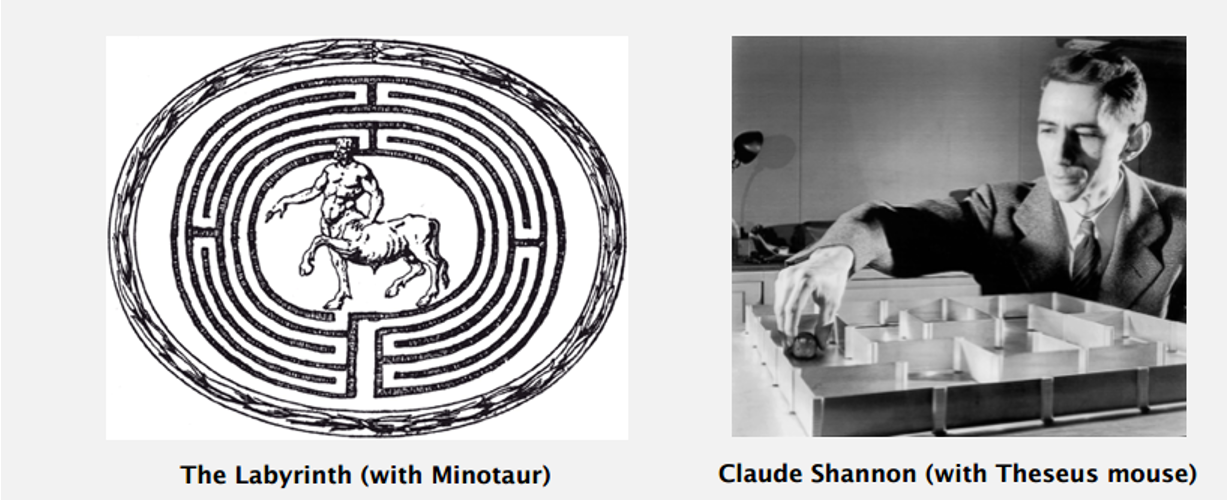 The Labyrinth (with Minotaur)
Claude Shannon (with Theseus mouse)